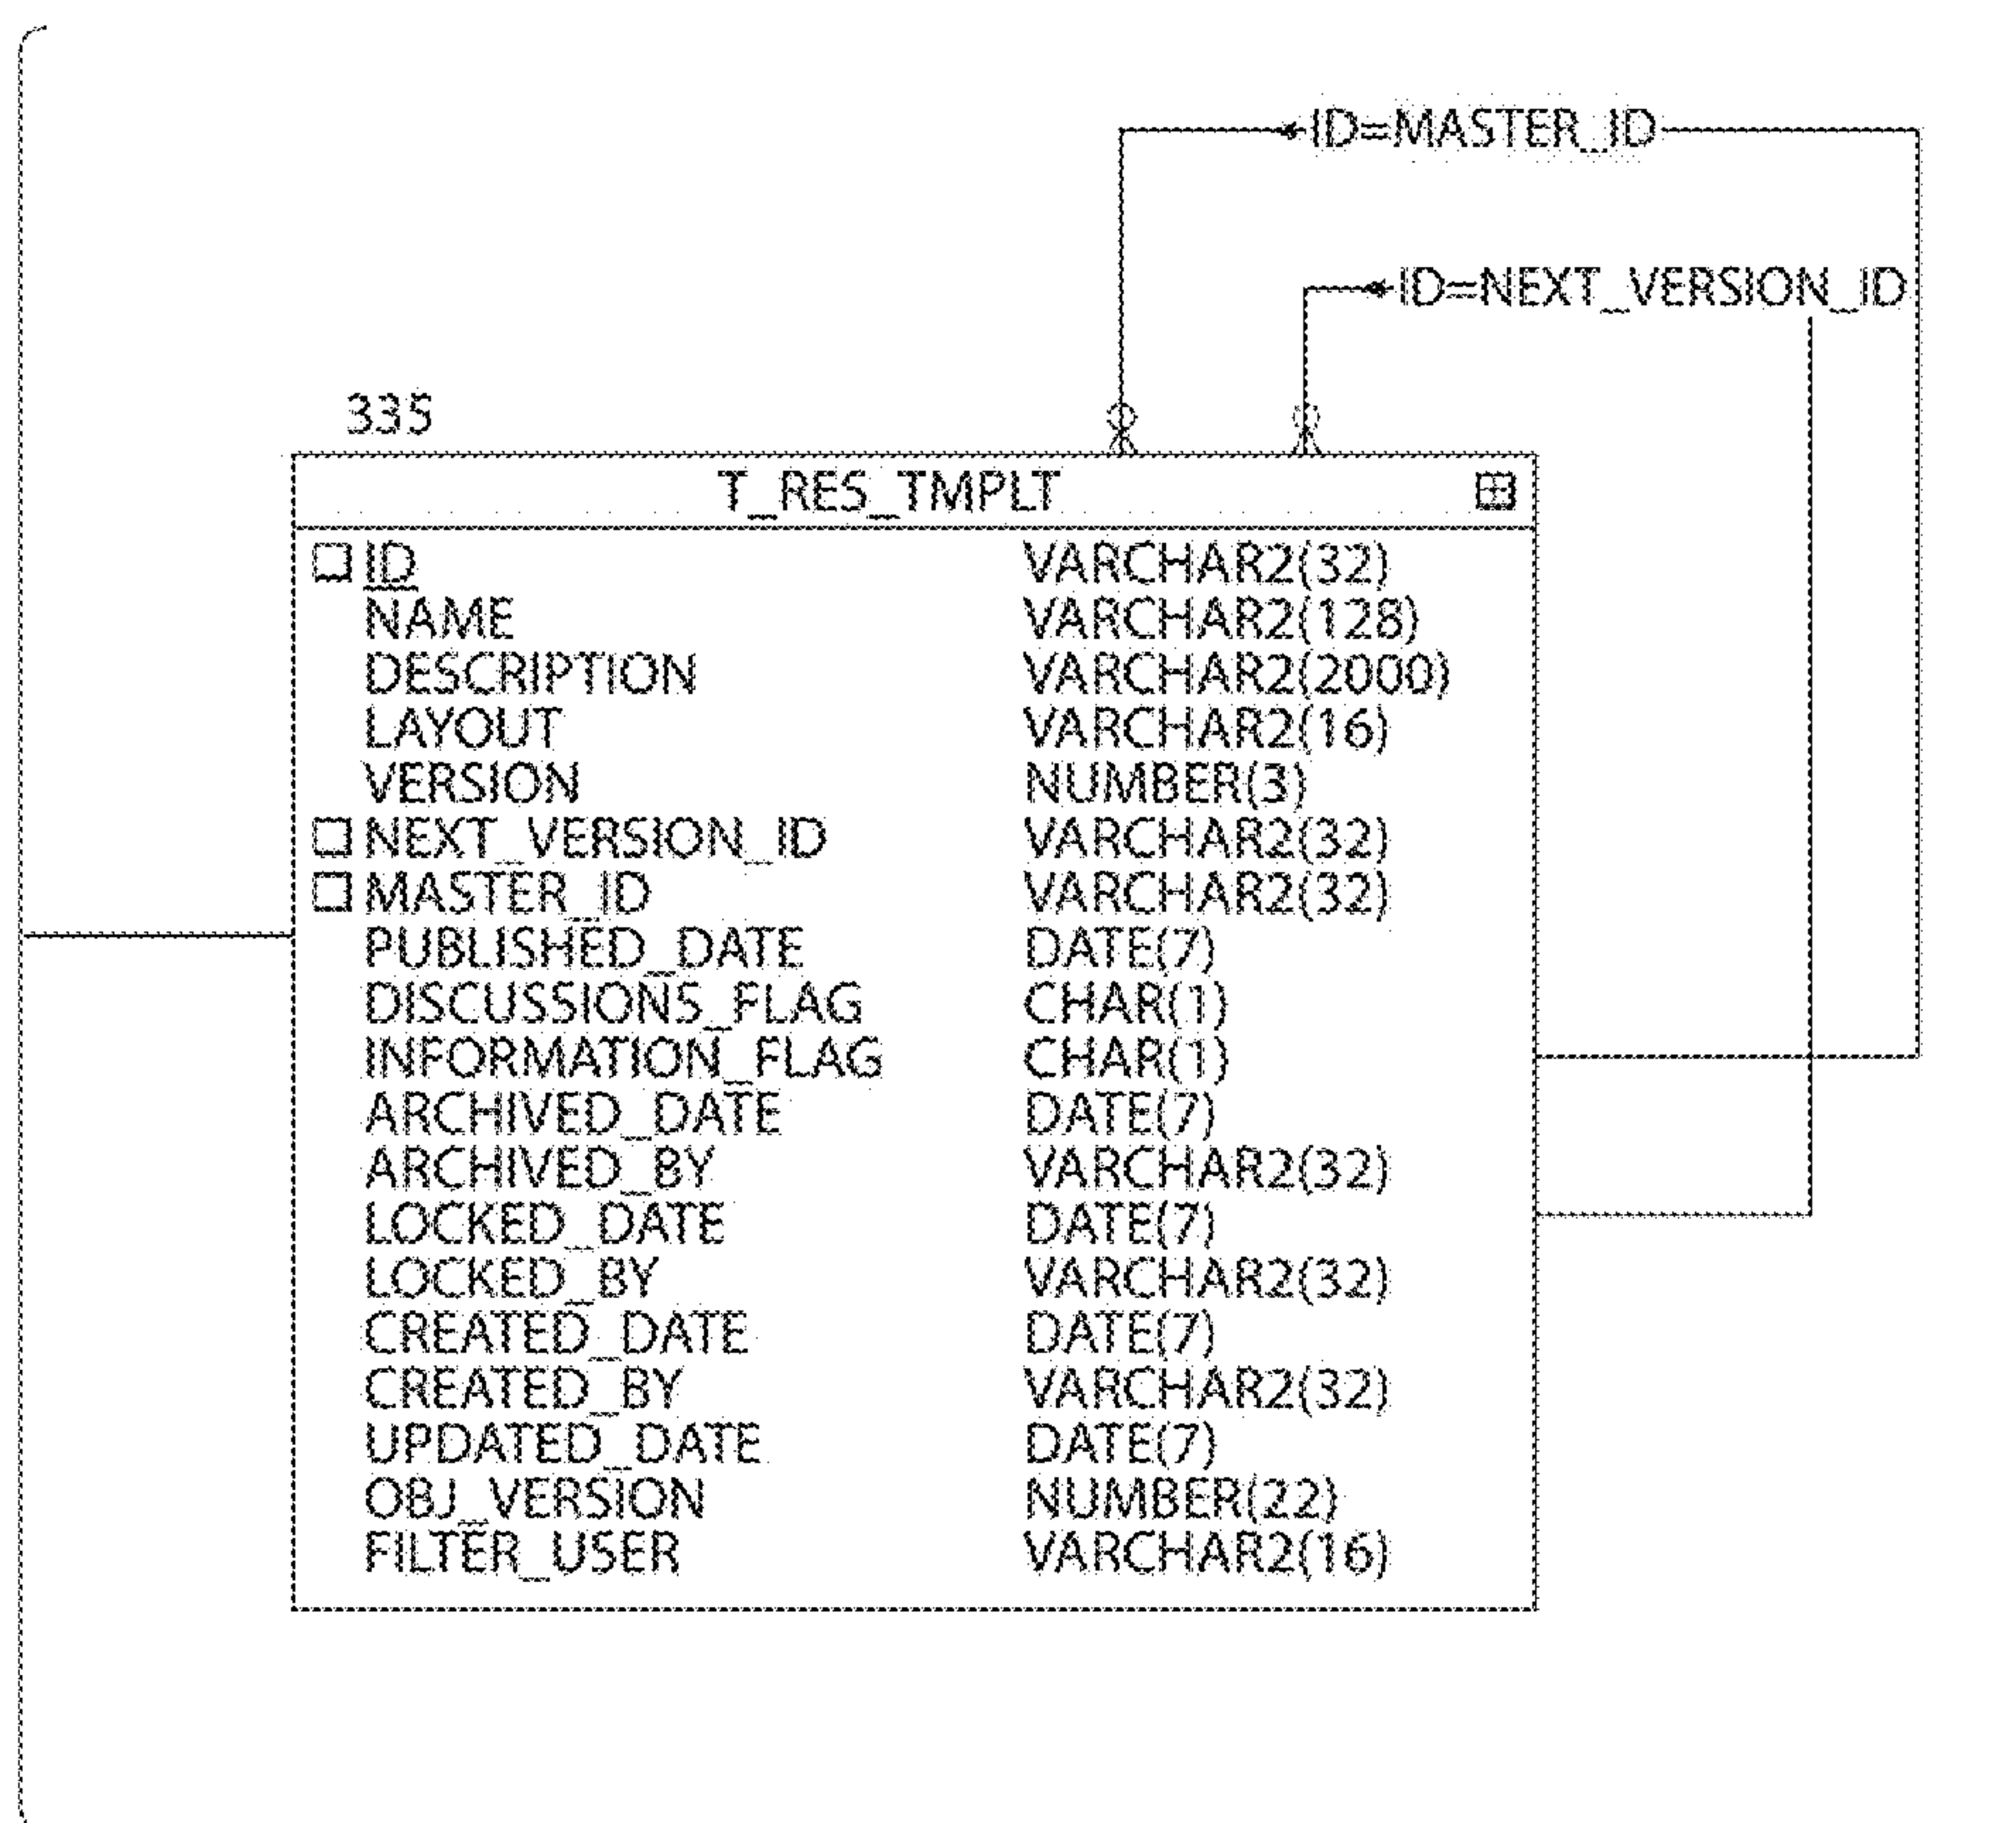 ID=MASTER_ID
ID=NEXT_VERSION_ID
335
T_RES_TMPLT
ID VARCHAR2(32)
NAME VARCHAR2(128)
DESCRIPTION VARCHAR2(2000)
LAYOUT VARCHAR2(16)
VERSION NUMBER(3)
NEXT_VERSION_ID VARCHAR2(32)
MASTER_ID VARCHAR2(32)
PUBLISHED_DATE DATE(7)
DISCUSSIONS_FLAG CHAR(1)
INFORMATION_FLAG CHAR(1)
ARCHIVED_DATE DATE(7)
ARCHIVED_BY VARCHAR2(32)
LOCKED_DATE DATE(7)
LOCKED_BY VARCHAR2(32)
CREATED_DATE DATE(7)
CREATED_BY VARCHAR2(32)
UPDATED_DATE DATE(7)
OBJ_VERSION NUMBER(22)
FILTER_USER VARCHAR2(16)